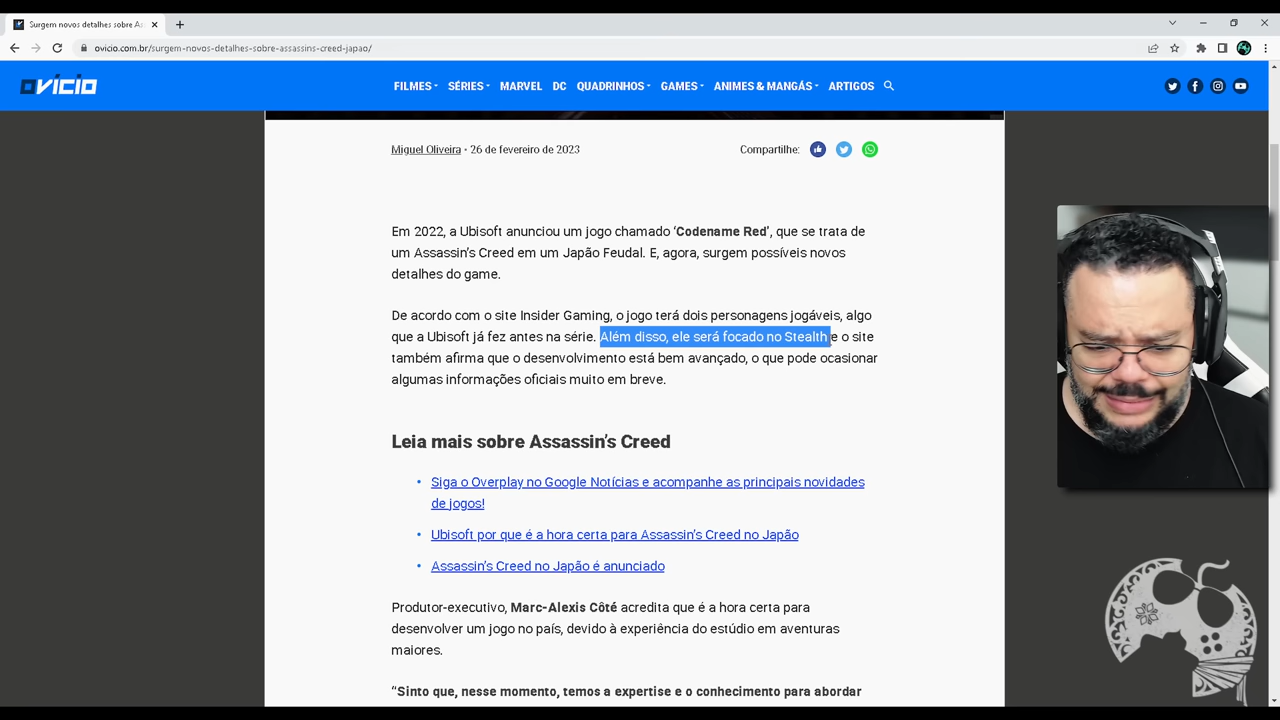 Surgem novos detalhes sobre As
ovicio.com.br/surgem-novos-detalhes-sobre-assassins-creed-japao/
ovicio
FILMES SÉRIES MARVEL DC QUADRINHOS GAMES ANIMES & MANGÁS ARTIGOS
Miguel Oliveira • 26 de fevereiro de 2023
Compartilhe:
Em 2022, a Ubisoft anunciou um jogo chamado ‘Codename Red’, que se trata de
um Assassin’s Creed em um Japão Feudal. E, agora, surgem possíveis novos
detalhes do game.
De acordo com o site Insider Gaming, o jogo terá dois personagens jogáveis, algo
que a Ubisoft já fez antes na série. Além disso, ele será focado no Stealth e o site
também afirma que o desenvolvimento está bem avançado, o que pode ocasionar
algumas informações oficiais muito em breve.
Leia mais sobre Assassin’s Creed
• Siga o Overplay no Google Notícias e acompanhe as principais novidades
de jogos!
• Ubisoft por que é a hora certa para Assassin’s Creed no Japão
• Assassin’s Creed no Japão é anunciado
Produtor-executivo, Marc-Alexis Côté acredita que é a hora certa para
desenvolver um jogo no país, devido à experiência do estúdio em aventuras
maiores.
“Sinto que, nesse momento, temos a expertise e o conhecimento para abordar